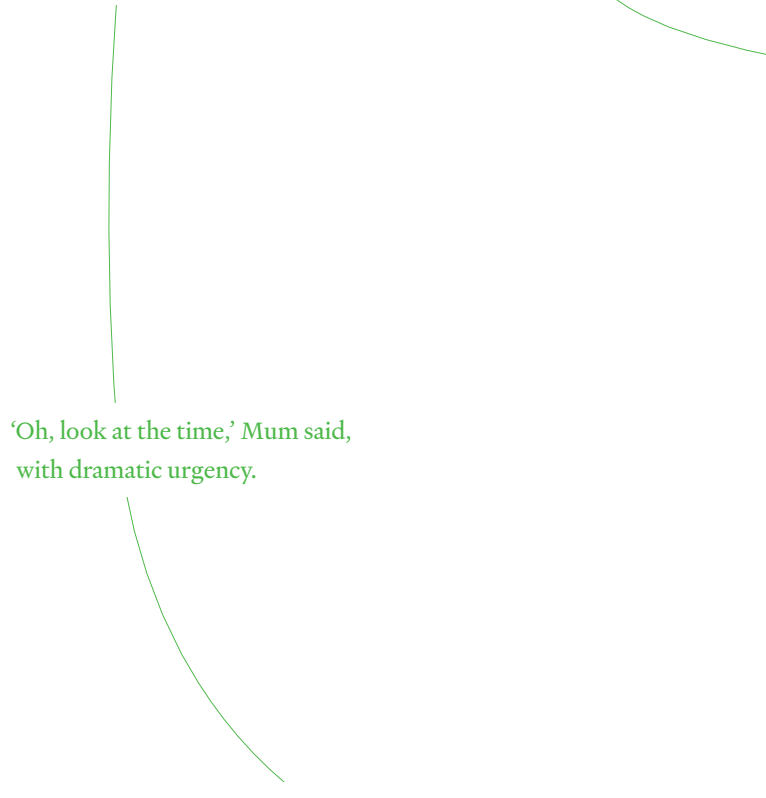 ‘Oh, look at the time,’ Mum said,
with dramatic urgency.